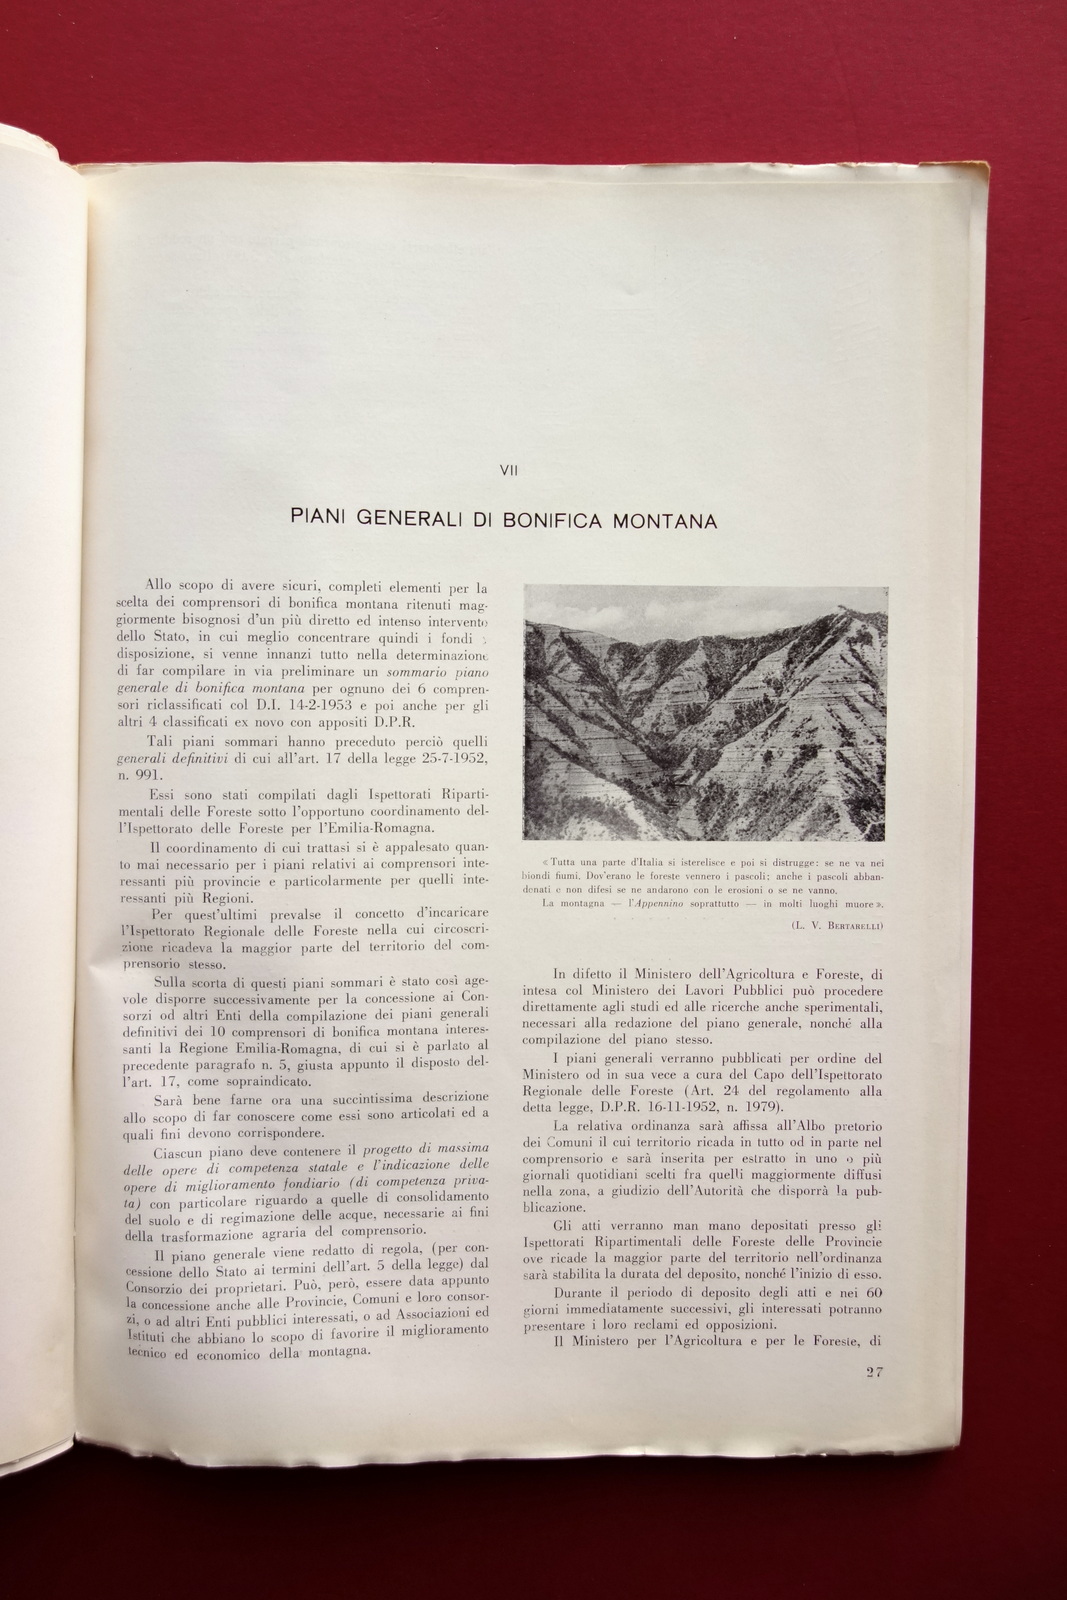 VII
PIANI GENERALI DI BONIFICA MONTANA
Allo scopo di avere sicuri, completi elementi per la
scelta dei comprensori di bonifica montana ritenuti mag-
giormente bisognosi d'un più diretto ed intenso intervento
dello Stato, in cui meglio concentrare quindi i fondi
disposizione, si venne innanzi tutto nella determinazione
di far compilare in via preliminare un sommario piano
generale di bonifica montana per ognuno dei 6 compren-
sori riclassificati col D.I. 14-2-1953 e poi anche per gli
altri 4 classificati ex novo con appositi D.P.R.
Tali piani sommari hanno preceduto perciò quelli
generali definitivi di cui all'art. 17 della legge 25-7-1952,
n. 991.
Essi sono stati compilati dagli Ispettorati Riparti-
mentali delle Foreste sotto l'opportuno coordinamento del-
l'Ispettorato delle Foreste per l'Emilia-Romagna.
Il coordinamento di cui trattasi si è appalesato quan-
to mai necessario per i piani relativi ai comprensori inte-
ressanti più provincie e particolarmente per quelli inte-
ressanti più Regioni.
Per quest'ultimi prevalse il concetto d'incaricare
l'Ispettorato Regionale delle Foreste nella cui circoscri-
zione ricadeva la maggior parte del territorio del com-
prensorio stesso.
Sulla scorta di questi piani sommari è stato così age-
vole disporre successivamente per la concessione ai Con-
sorzi od altri Enti della compilazione dei piani generali
definitivi dei 10 comprensori di bonifica montana interes-
santi la Regione Emilia-Romagna, di cui si è parlato al
precedente paragrafo n. 5, giusta appunto il disposto del-
l'art. 17, come sopraindicato.
Sarà bene farne ora una succintissima descrizione
allo scopo di far conoscere come essi sono articolati ed a
quali fini devono corrispondere.
Ciascun piano deve contenere il progetto di massima
delle opere di competenza statale e l'indicazione delle
opere di miglioramento fondiario (di competenza priva-
ta) con particolare riguardo a quelle di consolidamento
del suolo e di regimazione delle acque, necessarie ai fini
della trasformazione agraria del comprensorio.
Il piano generale viene redatto di regola, (per con-
cessione dello Stato ai termini dell'art. 5 della legge) dal
Consorzio dei proprietari. Può, però, essere data appunto
la concessione anche alle Provincie, Comuni e loro consor-
zi, o ad altri Enti pubblici interessati, o ad Associazioni ed
Istituti che abbiano lo scopo di favorire il miglioramento
tecnico ed economico della montagna.
« Tutta una parte d'Italia si isterelisce e poi si distrugge: se ne va nei
biondi fiumi. Dov'erano le foreste vennero i pascoli: anche i pascoli abban-
denati e non difesi se ne andarono con le erosioni o se ne vanno.
La montagna — l'Appennino soprattutto — in molti luoghi muore ».
(L. V. BERTARELLI)
In difetto il Ministero dell'Agricoltura e Foreste, di
intesa col Ministero dei Lavori Pubblici può procedere
direttamente agli studi ed alle ricerche anche sperimentali,
necessari alla redazione del piano generale, nonché alla
compilazione del piano stesso.
I piani generali verranno pubblicati per ordine del
Ministero od in sua vece a cura del Capo dell'Ispettorato
Regionale delle Foreste (Art. 24 del regolamento alla
detta legge, D.P.R. 16-11-1952, n. 1979).
La relativa ordinanza sarà affissa all'Albo pretorio
dei Comuni il cui territorio ricada in tutto od in parte nel
comprensorio e sarà inserita per estratto in uno o più
giornali quotidiani scelti fra quelli maggiormente diffusi
nella zona, a giudizio dell'Autorità che disporrà la pub-
blicazione.
Gli atti verranno man mano depositati presso gli
Ispettorati Ripartimentali delle Foreste delle Provincie
ove ricade la maggior parte del territorio nell'ordinanza
sarà stabilita la durata del deposito, nonché l'inizio di esso.
Durante il periodo di deposito degli atti e nei 60
giorni immediatamente successivi, gli interessati potranno
presentare i loro reclami ed opposizioni.
Il Ministero per l'Agricoltura e per le Foreste, di
27